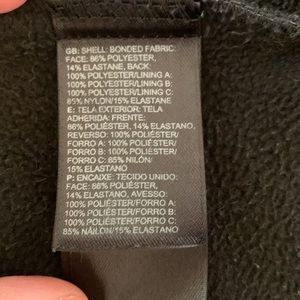 GB: SHELL: BONDED FABRIC:
FACE: 86% POLYESTER,
14% ELASTANE, BACK:
100% POLYESTER/LINING A:
100% POLYESTER/LINING B:
100% POLYESTER/LINING C:
85% NYLON/15% ELASTANE
E: TELA EXTERIOR: TELA
ADHERIDA: FRENTE:
86% POLIÉSTER, 14% ELASTANO,
REVERSO: 100% POLIÉSTER/
FORRO A: 100% POLIÉSTER/
FORRO B: 100% POLIÉSTER/
FORRO C: 85% NILÓN/
15% ELASTANO
P: ENCAIXE: TECIDO UNIDO:
FACE: 86% POLIÉSTER,
14% ELASTANO, AVESSO:
100% POLIÉSTER/FORRO A:
100% POLIÉSTER/FORRO B:
100% POLIÉSTER/FORRO C:
85% NÁILON/15% ELASTANO